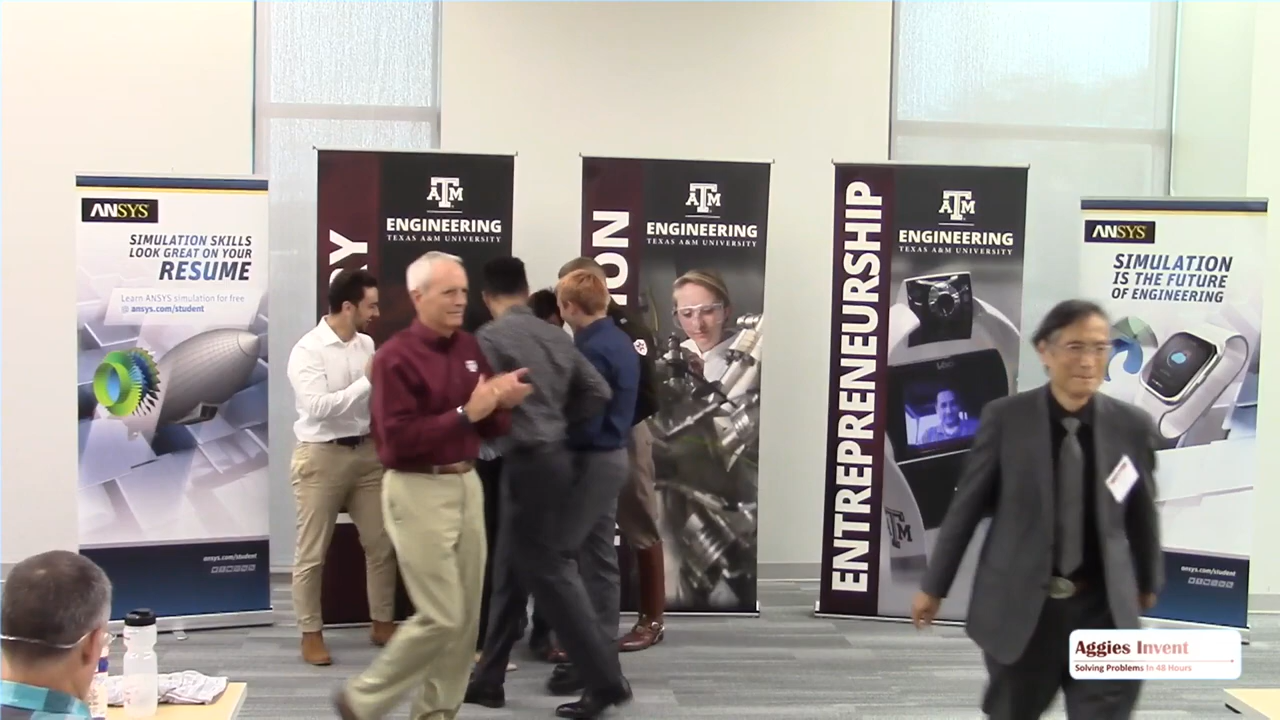 ANSYS
SIMULATION SKILLS
LOOK GREAT ON YOUR
RESUME
Learn ANSYS simulation for free
@ ansys.com/student
ansys.com/student
RY
ATM
ENGINEERING
TEXAS A&M UNIVERSITY
ION
ATM
ENGINEERING
TEXAS A&M UNIVERSITY
ENTREPRENEURSHIP
ATM
ENGINEERING
TEXAS A&M UNIVERSITY
ATM
ANSYS
SIMULATION
IS THE FUTURE
OF ENGINEERING
ansys.com/student
Aggies Invent
Solving Problems In 48 Hours